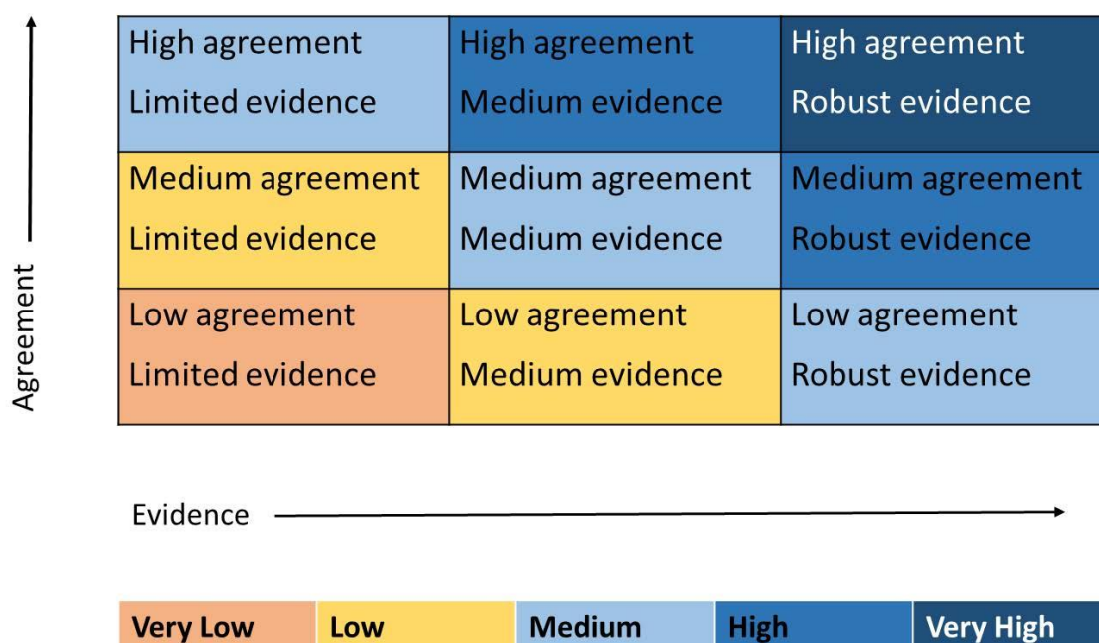 High agreement
Limited evidence
High agreement
Medium evidence
High agreement
Robust evidence
Medium agreement
Limited evidence
Medium agreement
Medium evidence
Medium agreement
Robust evidence
Low agreement
Limited evidence
Low agreement
Medium evidence
Low agreement
Robust evidence
Agreement
Evidence
Very Low
Low
Medium
High
Very High